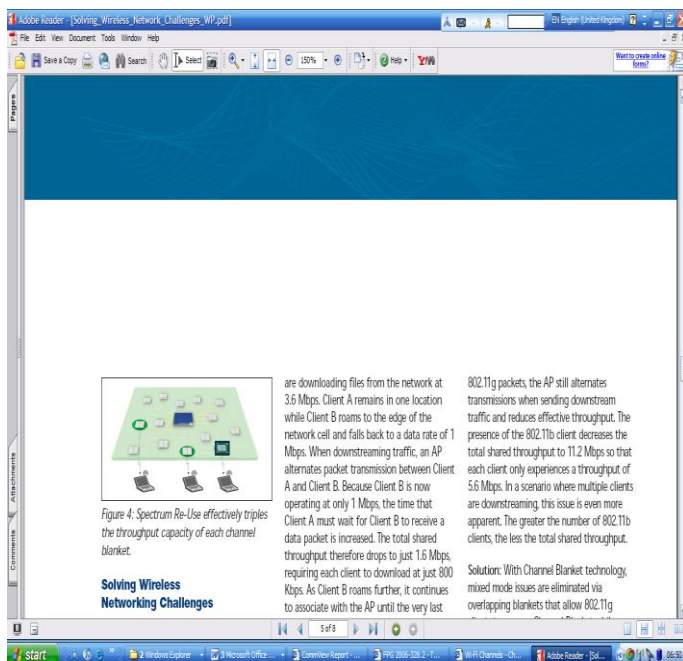 Adobe Reader - [Solving_Wireless_Network_Challenges_WP.pdf]
EN English (United Kingdom)
File Edit View Document Tools Window Help
Save a Copy Search Select 150% Help Y!
Want to create online
forms?
Pages
Attachments
Comments
Figure 4: Spectrum Re-Use effectively triples
the throughput capacity of each channel
blanket.
Solving Wireless
Networking Challenges
are downloading files from the network at
3.6 Mbps. Client A remains in one location
while Client B roams to the edge of the
network cell and falls back to a data rate of 1
Mbps. When downstreaming traffic, an AP
alternates packet transmission between Client
A and Client B. Because Client B is now
operating at only 1 Mbps, the time that
Client A must wait for Client B to receive a
data packet is increased. The total shared
throughput therefore drops to just 1.6 Mbps,
requiring each client to download at just 800
Kbps. As Client B roams further, it continues
to associate with the AP until the very last
802.11g packets, the AP still alternates
transmissions when sending downstream
traffic and reduces effective throughput. The
presence of the 802.11b client decreases the
total shared throughput to 11.2 Mbps so that
each client only experiences a throughput of
5.6 Mbps. In a scenario where multiple clients
are downstreaming, this issue is even more
apparent. The greater the number of 802.11b
clients, the less the total shared throughput.
Solution: With Channel Blanket technology,
mixed mode issues are eliminated via
overlapping blankets that allow 802.11g
5 of 8
start 2 Windows Explorer 3 Microsoft Office ... CommView Report - ... FPG 2006-328.2 - T... Wi-Fi Channels - Ch... Adobe Reader - [Sol... 06:50